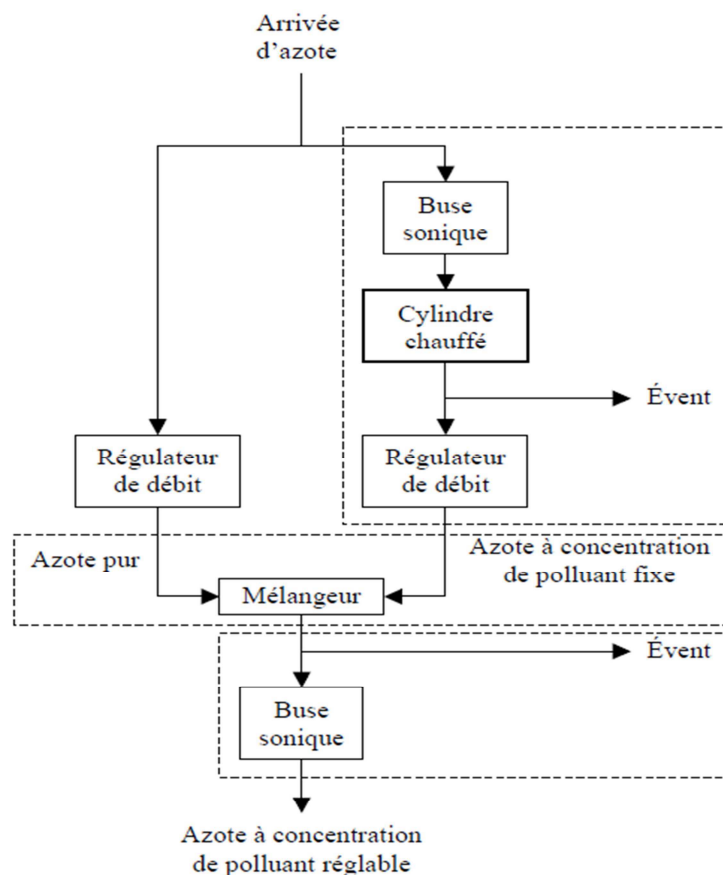 Arrivée
d'azote
Buse
sonique
Cylindre
chauffé
Évent
Régulateur
de débit
Régulateur
de débit
Azote pur
Azote à concentration
de polluant fixe
Mélangeur
Évent
Buse
sonique
Azote à concentration
de polluant réglable